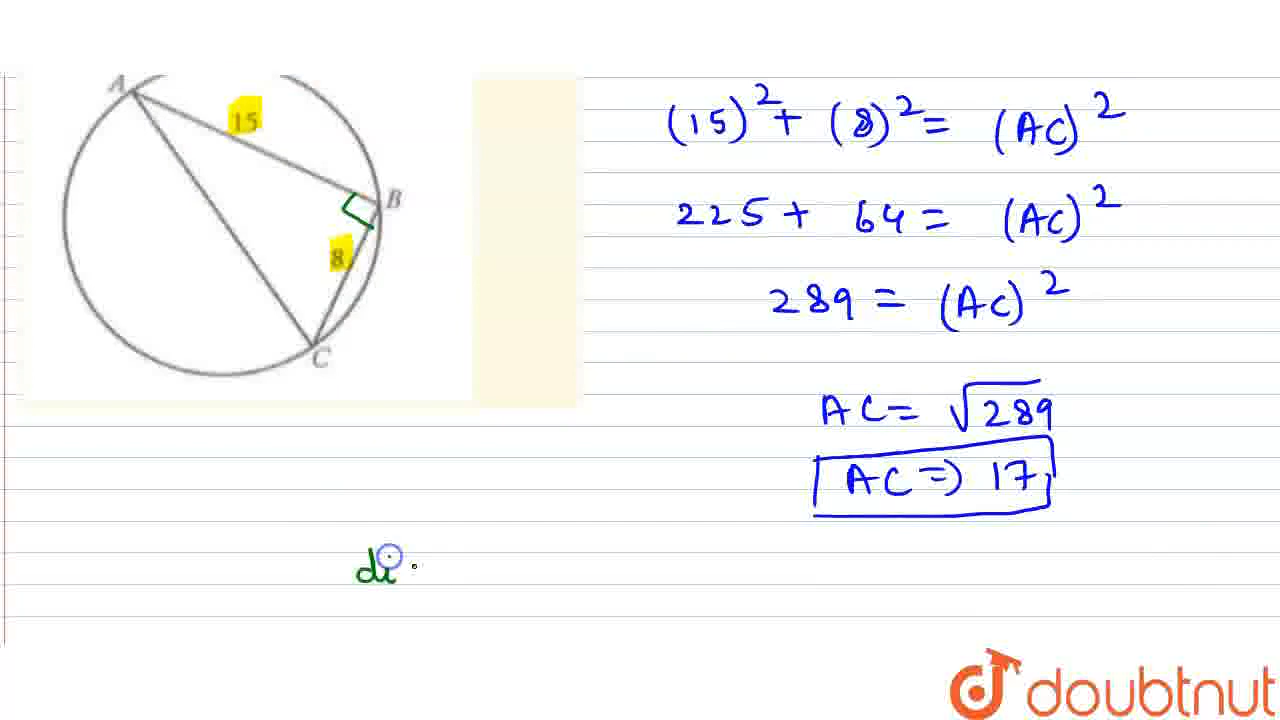 A
15
B
8
C
(15)² + (8)² = (AC)²
225 + 64 = (AC)²
289 = (AC)²
AC = √289
AC => 17
di
doubtnut